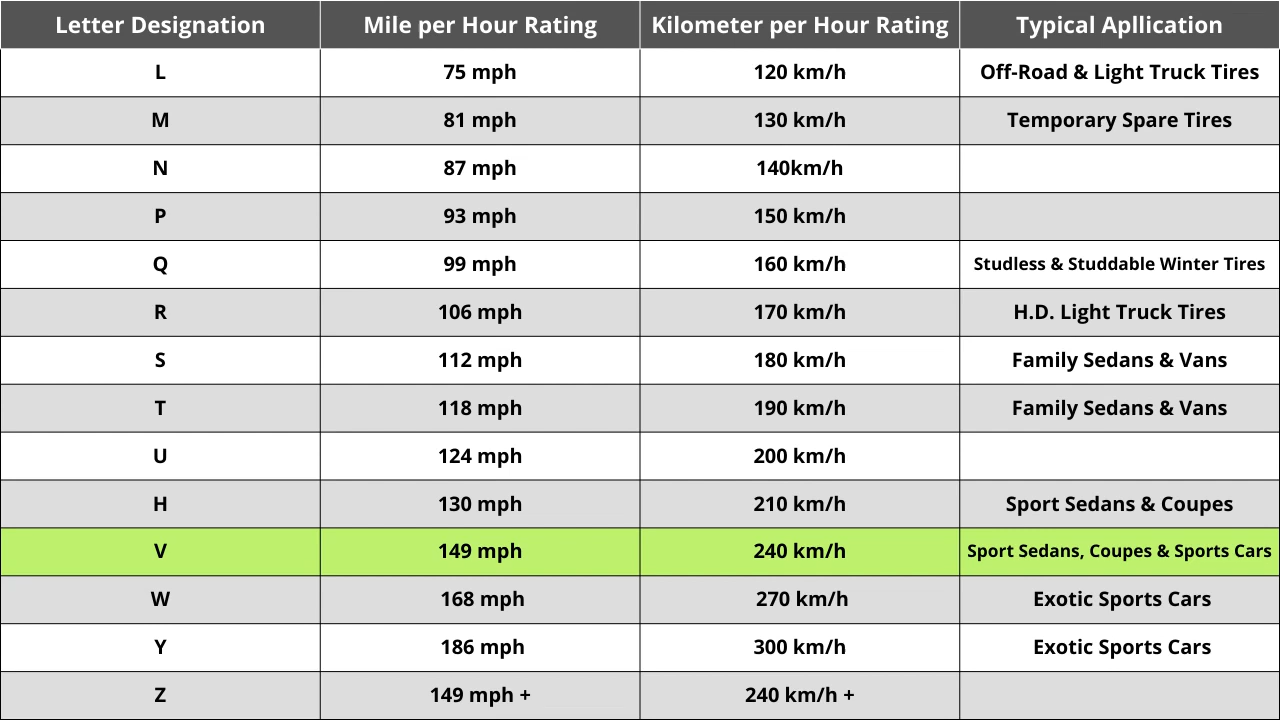 Letter Designation Mile per Hour Rating Kilometer per Hour Rating Typical Apllication
L 75 mph 120 km/h Off-Road & Light Truck Tires
M 81 mph 130 km/h Temporary Spare Tires
N 87 mph 140km/h
P 93 mph 150 km/h
Q 99 mph 160 km/h Studless & Studdable Winter Tires
R 106 mph 170 km/h H.D. Light Truck Tires
S 112 mph 180 km/h Family Sedans & Vans
T 118 mph 190 km/h Family Sedans & Vans
U 124 mph 200 km/h
H 130 mph 210 km/h Sport Sedans & Coupes
V 149 mph 240 km/h Sport Sedans, Coupes & Sports Cars
W 168 mph 270 km/h Exotic Sports Cars
Y 186 mph 300 km/h Exotic Sports Cars
Z 149 mph + 240 km/h +